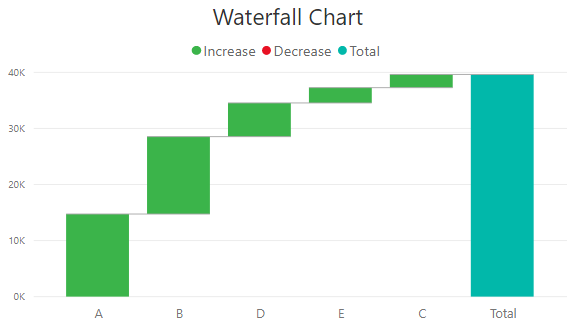 Waterfall Chart
Increase Decrease Total
40K
30K
20K
10K
0K
A B D E C Total